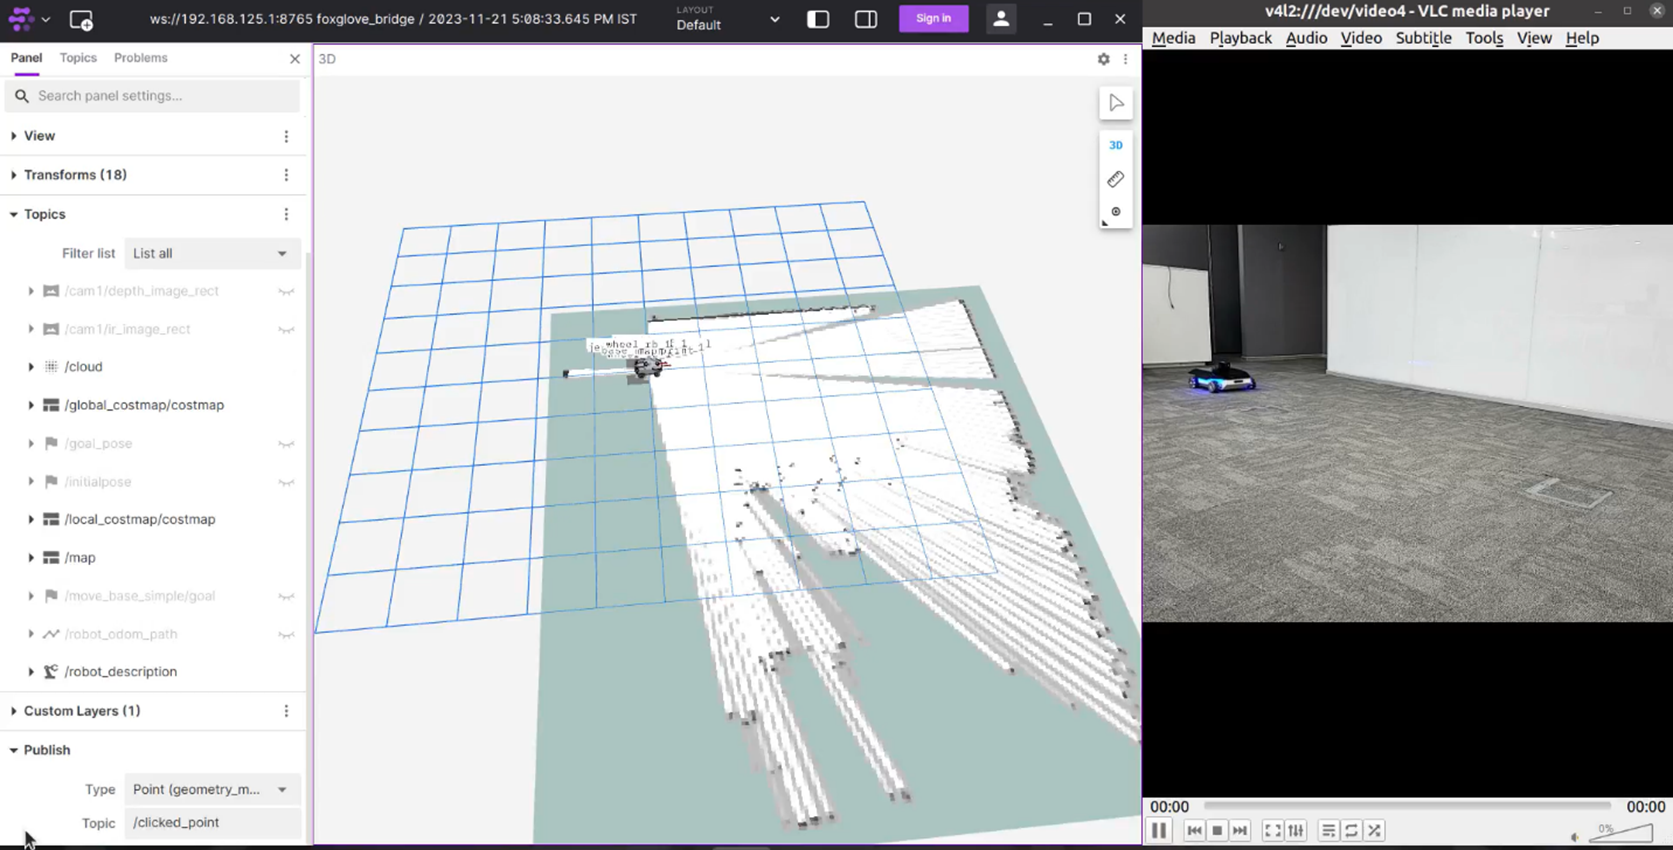 ws://192.168.125.1:8765 foxglove_bridge / 2023-11-21 5:08:33.645 PM IST
LAYOUT
Default
Sign in
v4l2:///dev/video4 - VLC media player
Media Playback Audio Video Subtitle Tools View Help
Panel Topics Problems
Search panel settings...
View
Transforms (18)
Topics
Filter list List all
/cam1/depth_image_rect
/cam1/ir_image_rect
/cloud
/global_costmap/costmap
/goal_pose
/initialpose
/local_costmap/costmap
/map
/move_base_simple/goal
/robot_odom_path
/robot_description
Custom Layers (1)
Publish
Type Point (geometry_m...
Topic /clicked_point
3D
3D
00:00 00:00
0%